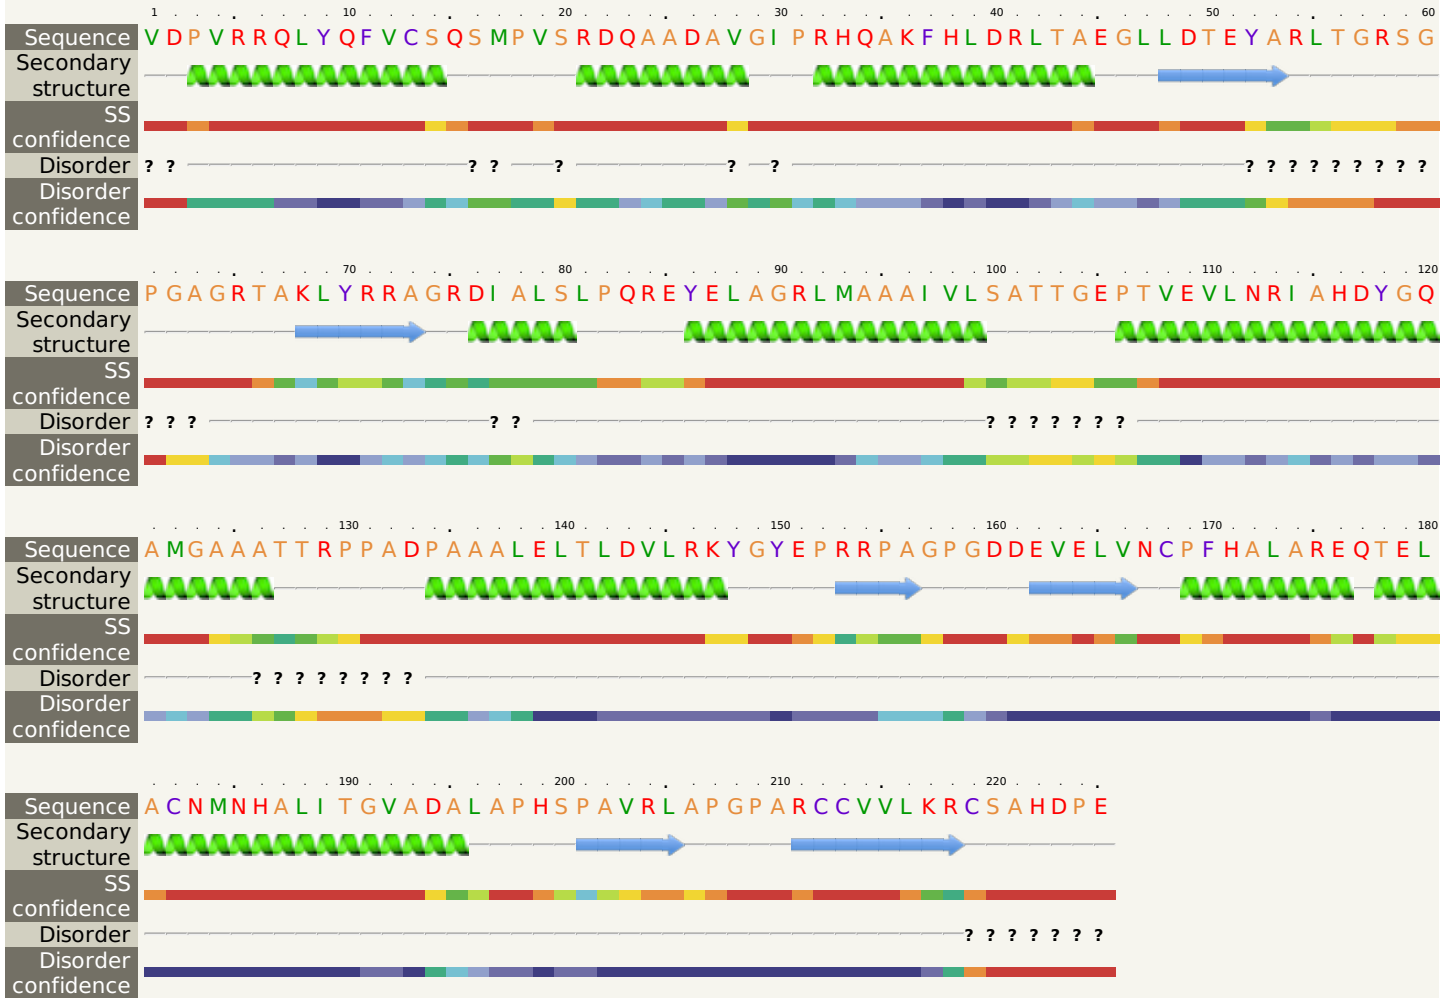 1 10 20 30 40 50 60
Sequence VDPVRRQLYQFVCSQSMPVSRDQAADAVGIPRHQAKFHLDRLTAEGLLDTEYARLTGRSG
Secondary
structure
SS
confidence
Disorder ? ? ? ? ? ? ? ? ? ? ? ? ? ? ? ?
Disorder
confidence
70 80 90 100 110 120
Sequence PGAGRTAKLYRRAGRDIALSLPQREYELAGRLMAAAIVLSATTGEPTVEVLNRIAHDYGQ
Secondary
structure
SS
confidence
Disorder ? ? ? ? ? ? ? ? ? ? ? ?
Disorder
confidence
130 140 150 160 170 180
Sequence AMGAAATTRPPADPAAALELTLDVLRKYGYEPRRPAGPGDDEVELVNCPFHALAREQTEL
Secondary
structure
SS
confidence
Disorder ? ? ? ? ? ? ? ?
Disorder
confidence
190 200 210 220
Sequence ACNMNHALITGVADALAPHSPAVRLAPGPARCCVVLKRCSAHDPE
Secondary
structure
SS
confidence
Disorder ? ? ? ? ? ? ?
Disorder
confidence